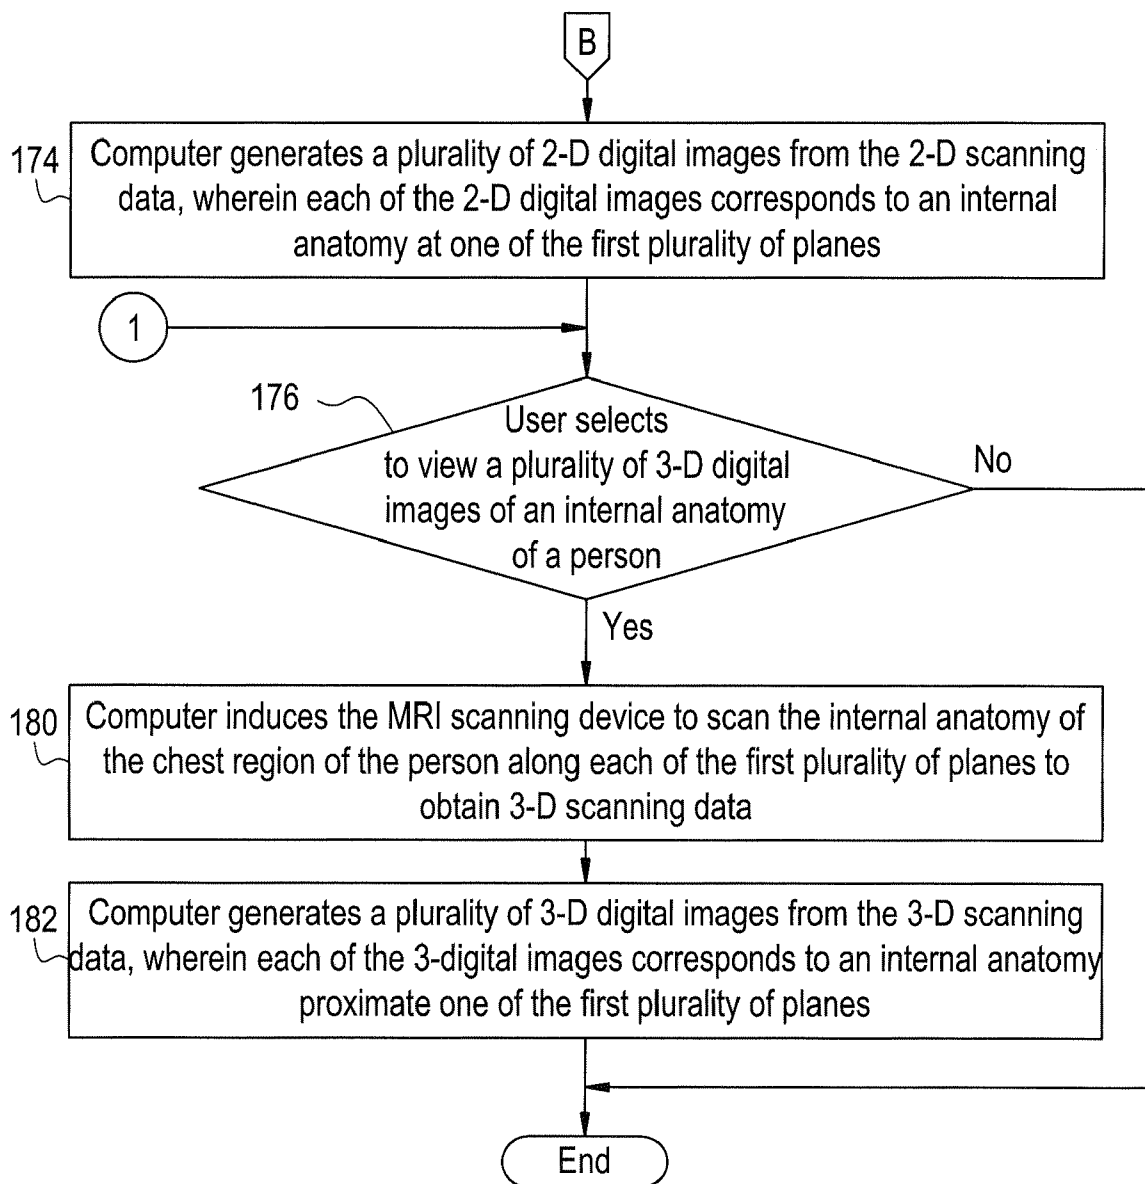 B
174
Computer generates a plurality of 2-D digital images from the 2-D scanning
data, wherein each of the 2-D digital images corresponds to an internal
anatomy at one of the first plurality of planes
1
176
User selects
to view a plurality of 3-D digital
images of an internal anatomy
of a person
No
Yes
180
Computer induces the MRI scanning device to scan the internal anatomy of
the chest region of the person along each of the first plurality of planes to
obtain 3-D scanning data
182
Computer generates a plurality of 3-D digital images from the 3-D scanning
data, wherein each of the 3-digital images corresponds to an internal anatomy
proximate one of the first plurality of planes
End